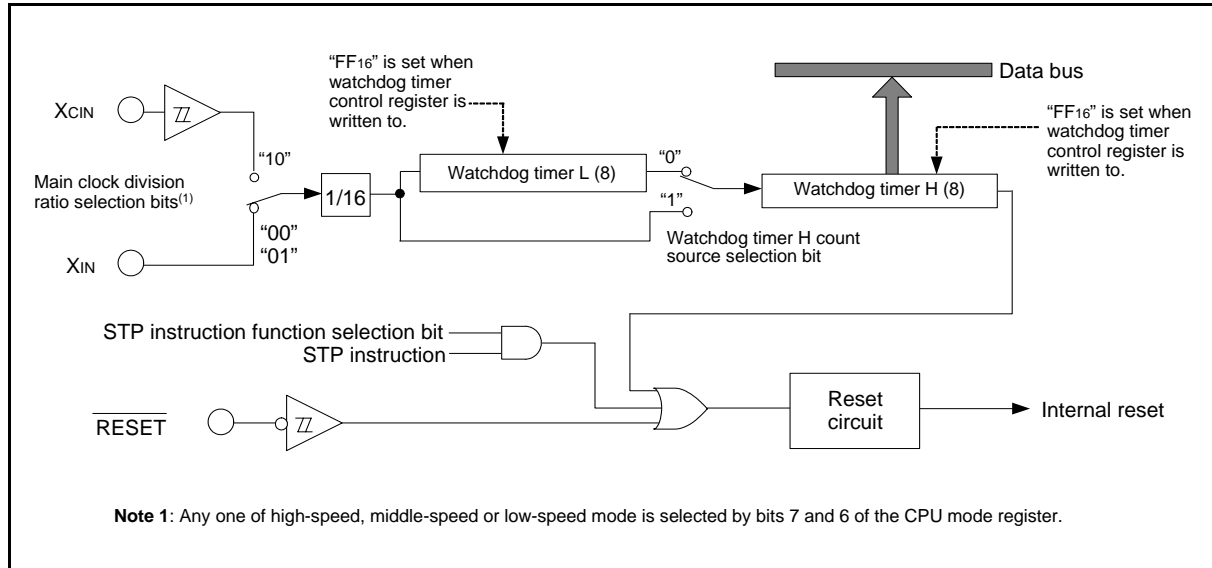 “FF16” is set when
watchdog timer
control register is
written to.
Data bus
XCIN
“FF16” is set when
watchdog timer
control register is
written to.
“10”
“0”
Main clock division
ratio selection bits(1)
1/16
Watchdog timer L (8)
Watchdog timer H (8)
“1”
“00”
“01”
Watchdog timer H count
source selection bit
XIN
STP instruction function selection bit
STP instruction
RESET
Reset
circuit
Internal reset
Note 1: Any one of high-speed, middle-speed or low-speed mode is selected by bits 7 and 6 of the CPU mode register.